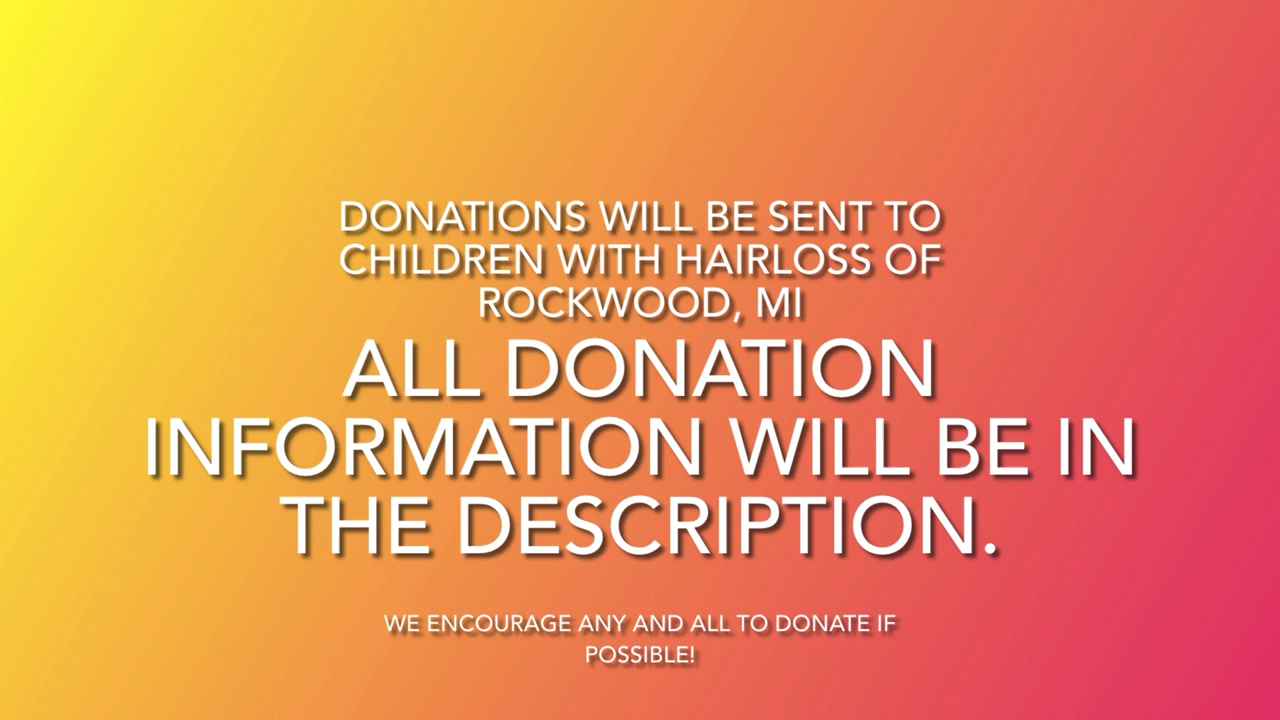 DONATIONS WILL BE SENT TO
CHILDREN WITH HAIRLOSS OF
ROCKWOOD, MI
ALL DONATION
INFORMATION WILL BE IN
THE DESCRIPTION.
WE ENCOURAGE ANY AND ALL TO DONATE IF
POSSIBLE!